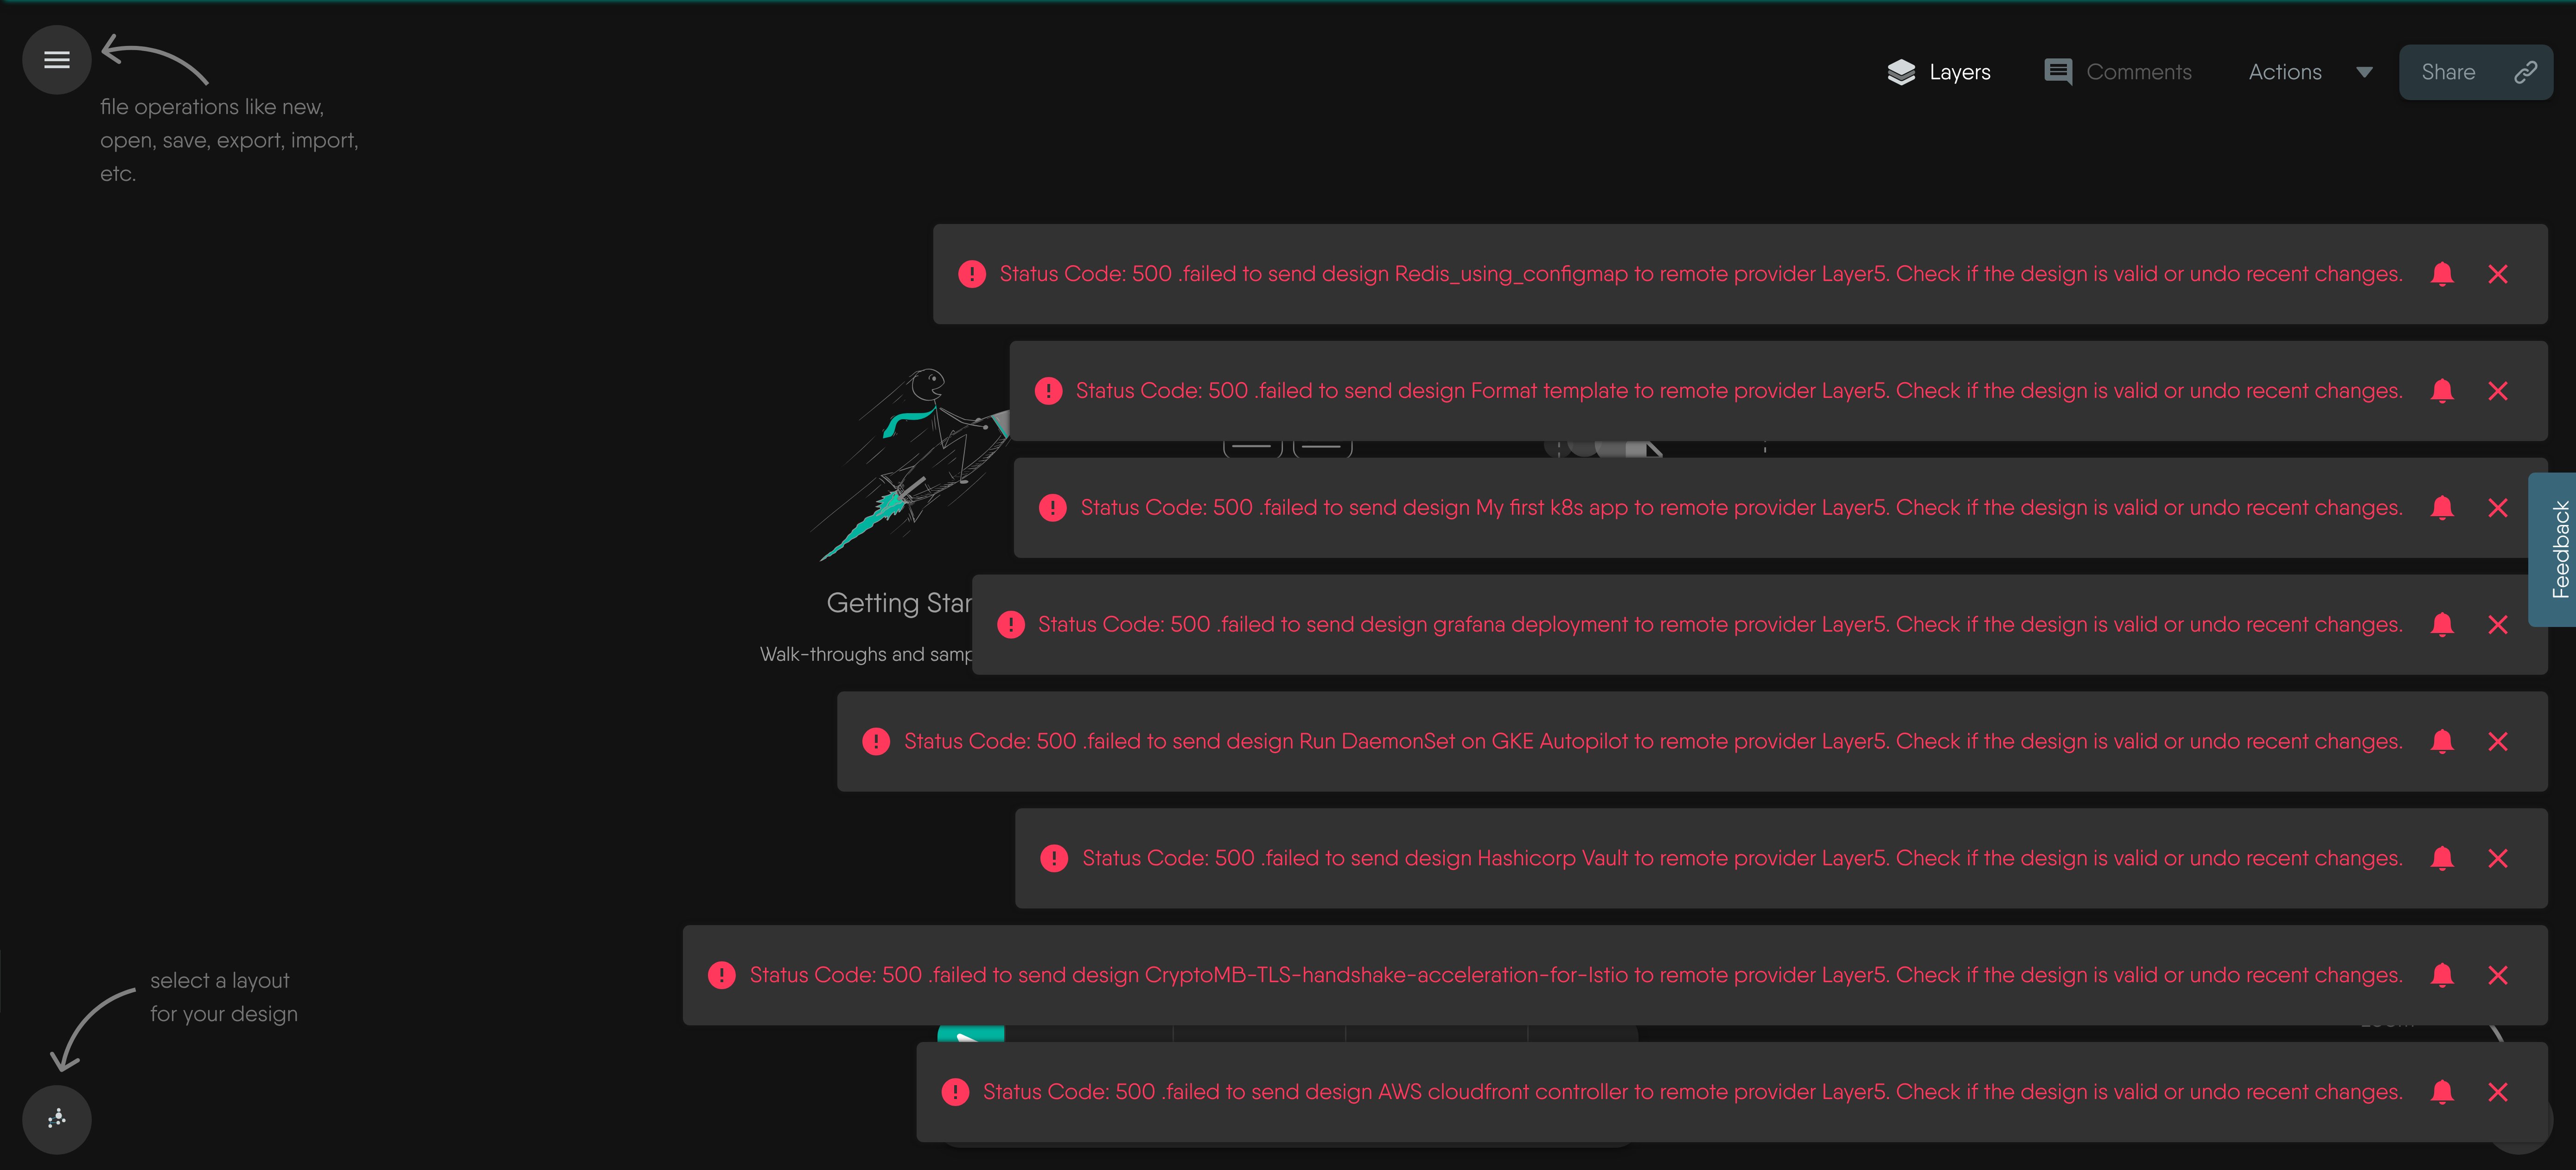 file operations like new,
open, save, export, import,
etc.
Layers
Comments
Actions
Share
Status Code: 500 .failed to send design Redis_using_configmap to remote provider Layer5. Check if the design is valid or undo recent changes.
Status Code: 500 .failed to send design Format template to remote provider Layer5. Check if the design is valid or undo recent changes.
Status Code: 500 .failed to send design My first k8s app to remote provider Layer5. Check if the design is valid or undo recent changes.
Feedback
Getting
Status Code: 500 .failed to send design grafana deployment to remote provider Layer5. Check if the design is valid or undo recent changes.
Walk-throughs and
Status Code: 500 .failed to send design Run DaemonSet on GKE Autopilot to remote provider Layer5. Check if the design is valid or undo recent changes.
Status Code: 500 .failed to send design Hashicorp Vault to remote provider Layer5. Check if the design is valid or undo recent changes.
Status Code: 500 .failed to send design CryptoMB-TLS-handshake-acceleration-for-Istio to remote provider Layer5. Check if the design is valid or undo recent changes.
select a layout
for your design
Status Code: 500 .failed to send design AWS cloudfront controller to remote provider Layer5. Check if the design is valid or undo recent changes.